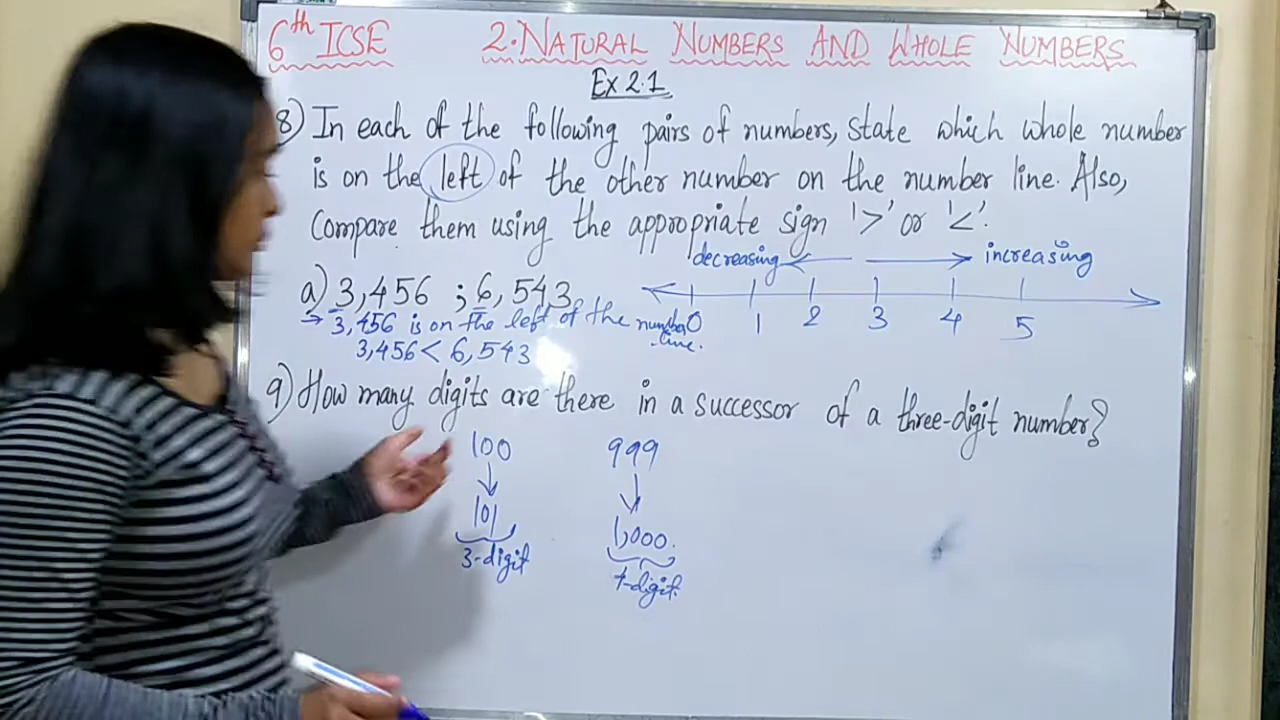 6th ICSE 2. NATURAL NUMBERS AND WHOLE NUMBERS
Ex 2.1
8) In each of the following pairs of numbers, state which whole number
is on the left of the other number on the number line. Also,
Compare them using the appropriate sign '>' or '<'.
decreasing increasing
a) 3,456 ; 6,543
→ 3,456 is on the left of the number line.
0 1 2 3 4 5
3,456 < 6,543
9) How many digits are there in a successor of a three-digit number?
100 999
101 1,000.
3-digit 4-digit.